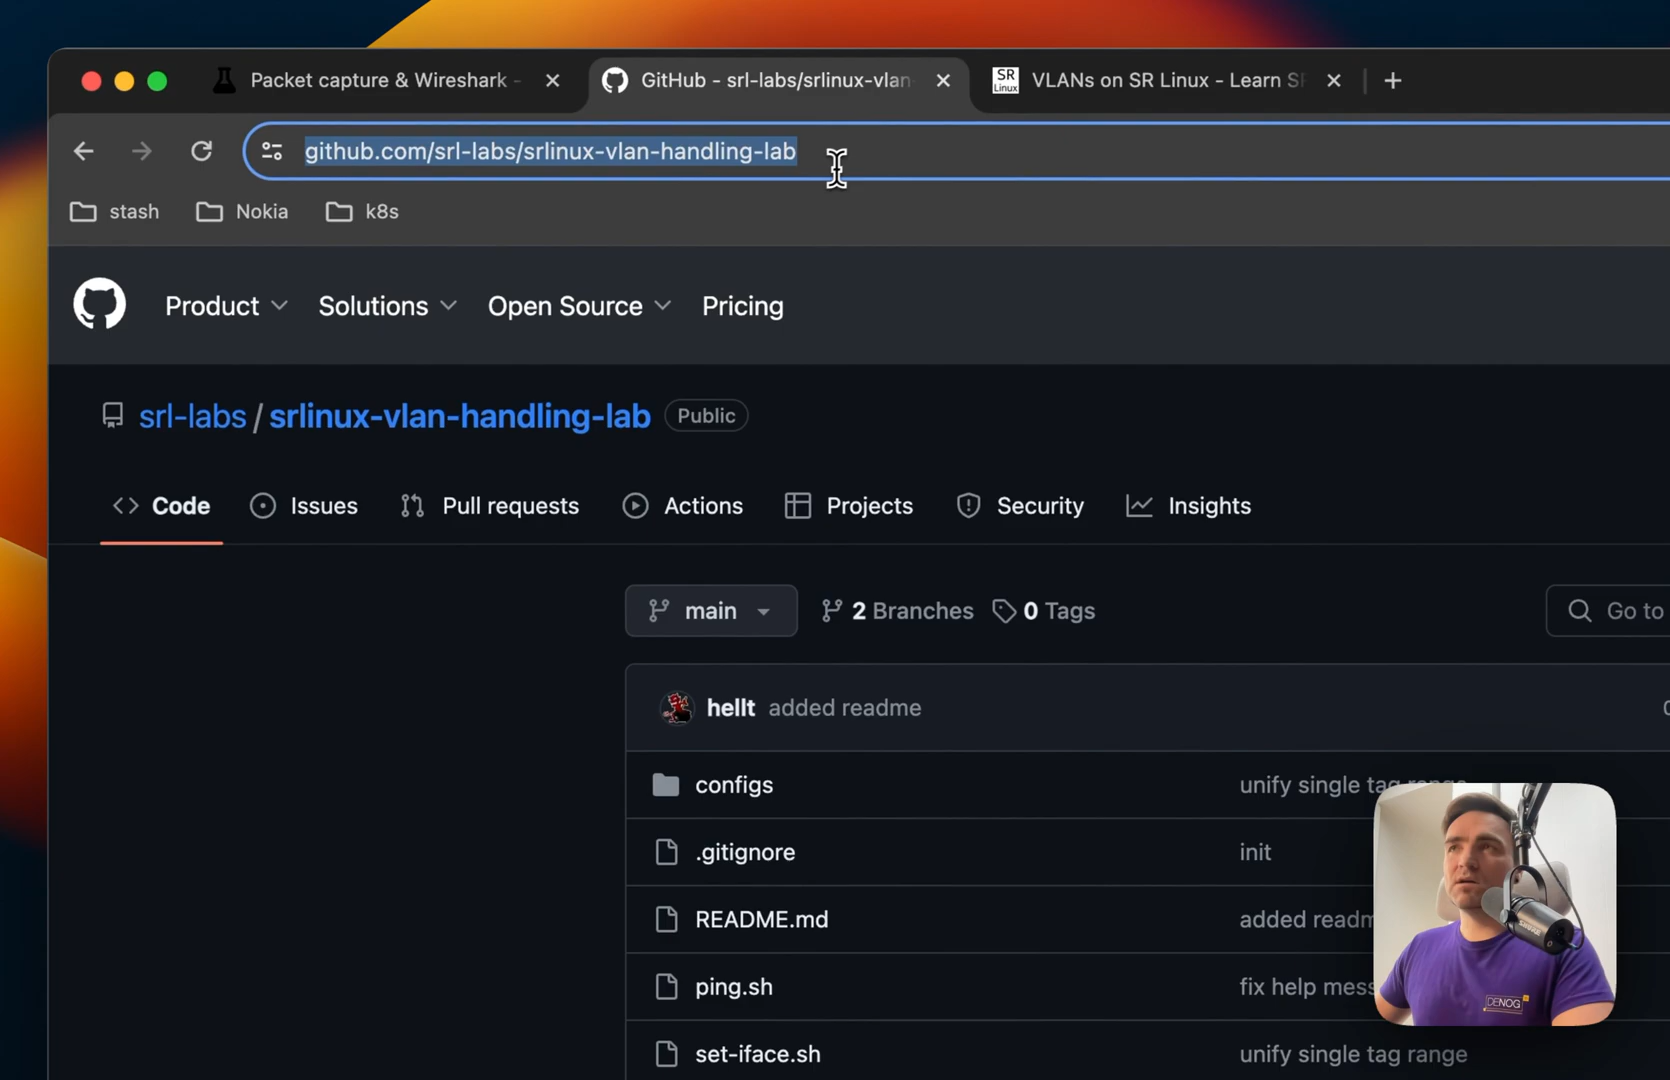 Packet capture & Wireshark -
GitHub - srl-labs/srlinux-vlan-
SR
Linux
VLANs on SR Linux - Learn SR
github.com/srl-labs/srlinux-vlan-handling-lab
stash
Nokia
k8s
Product
Solutions
Open Source
Pricing
srl-labs / srlinux-vlan-handling-lab
Public
Code
Issues
Pull requests
Actions
Projects
Security
Insights
main
2 Branches
0 Tags
Go to
hellt added readme
configs
unify single tag range
.gitignore
init
README.md
added readm
ping.sh
fix help mess
set-iface.sh
unify single tag range
DENOG